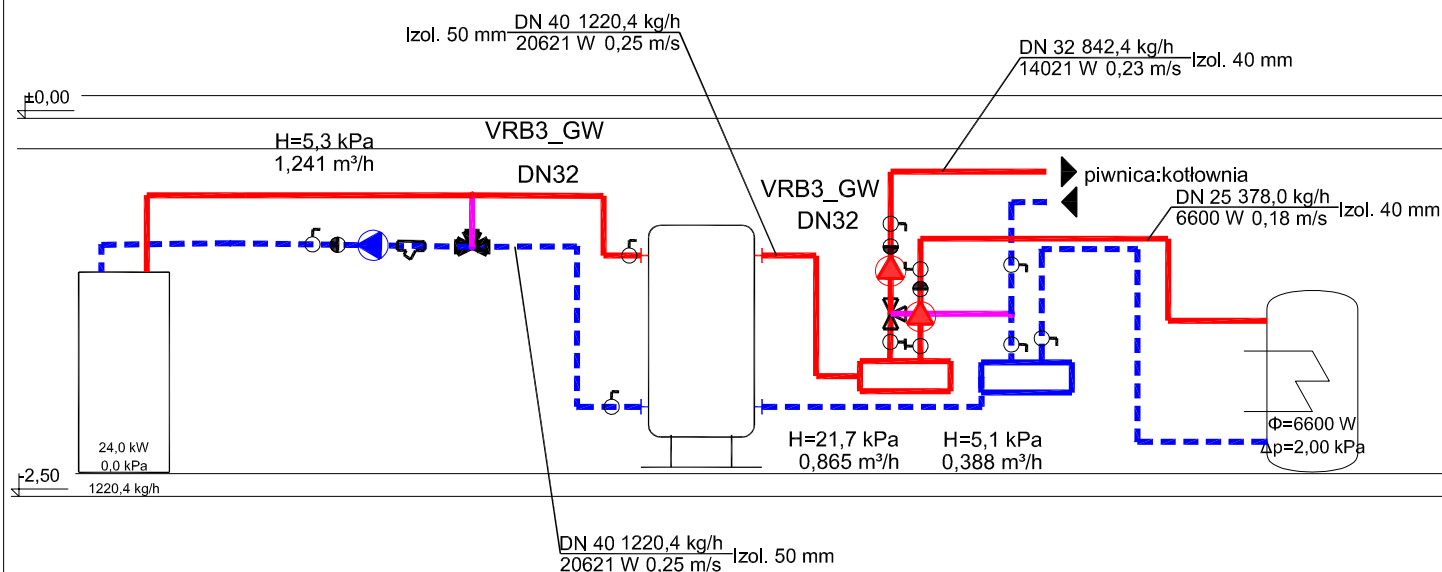 Izol. 50 mm
DN 40 1220,4 kg/h
20621 W 0,25 m/s
DN 32 842,4 kg/h
14021 W 0,23 m/s
Izol. 40 mm
±0,00
H=5,3 kPa
1,241 m³/h
VRB3_GW
DN32
VRB3_GW
DN32
piwnica:kotłownia
DN 25 378,0 kg/h
6600 W 0,18 m/s
Izol. 40 mm
24,0 kW
0,0 kPa
1220,4 kg/h
-2,50
H=21,7 kPa
0,865 m³/h
H=5,1 kPa
0,388 m³/h
Φ=6600 W
Δp=2,00 kPa
DN 40 1220,4 kg/h
20621 W 0,25 m/s
Izol. 50 mm